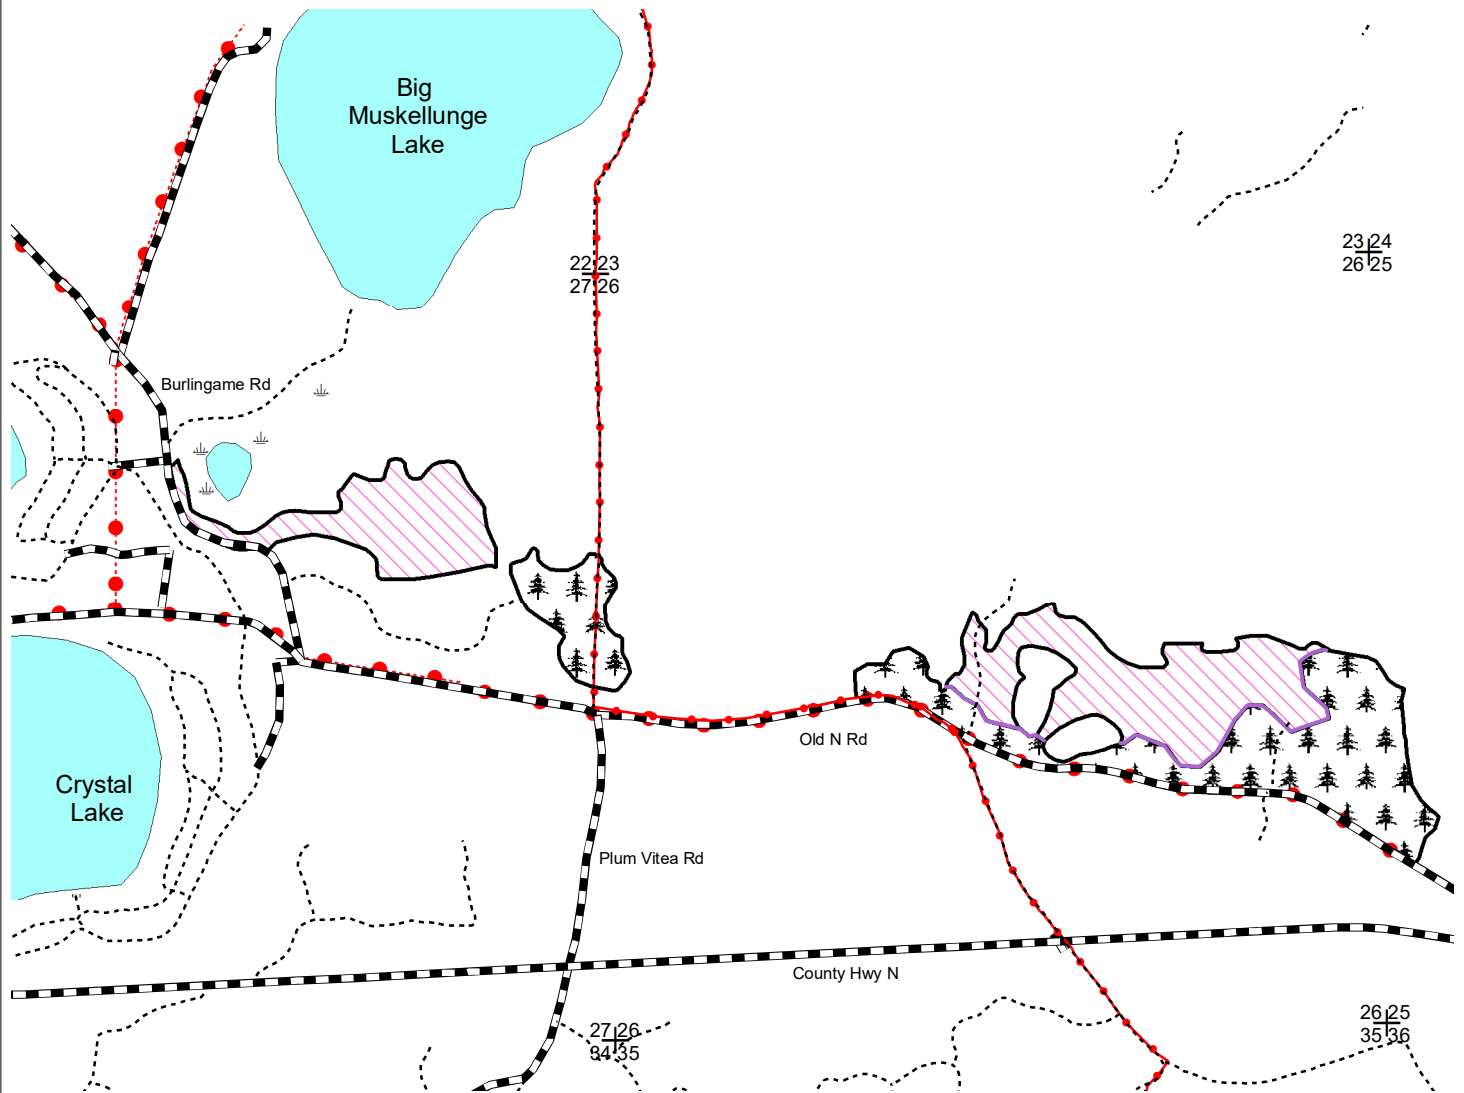 Big
Muskellunge
Lake
23 24
26 25
22 23
27 26
Burlingame Rd
Old N Rd
Crystal
Lake
Plum Vitea Rd
County Hwy N
26 25
35 36
27 26
34 35